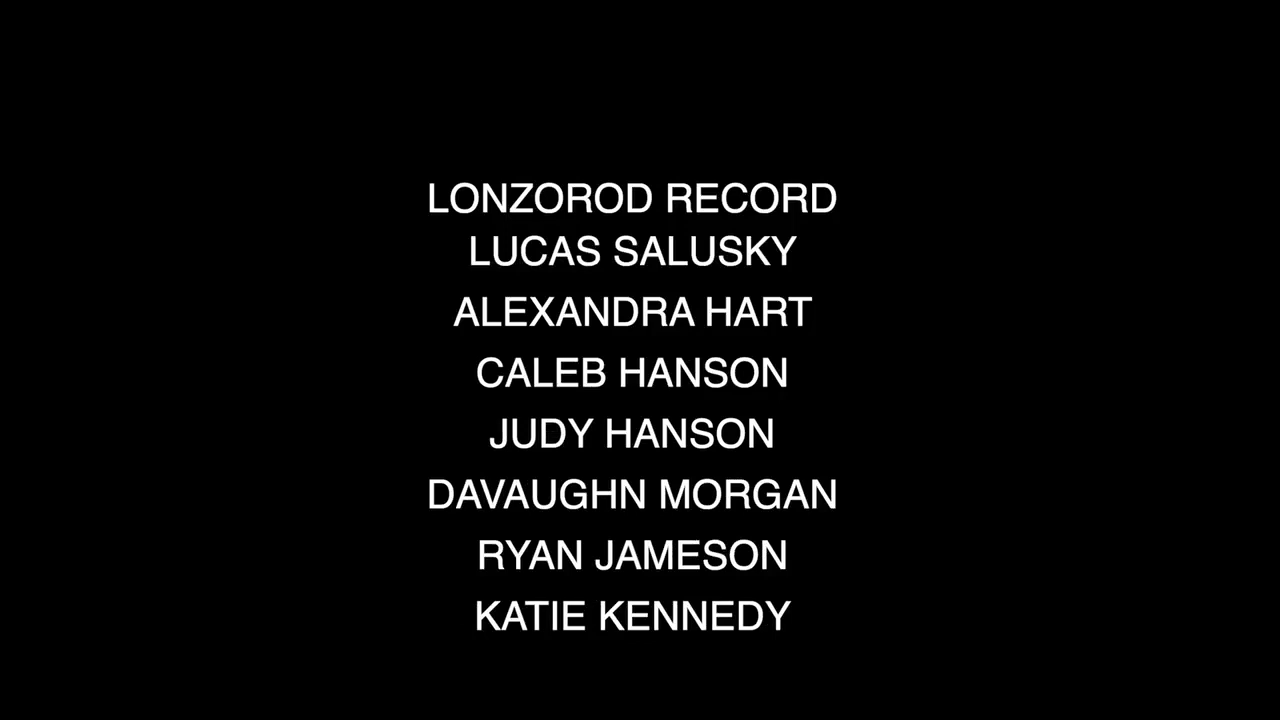 LONZOROD RECORD
LUCAS SALUSKY
ALEXANDRA HART
CALEB HANSON
JUDY HANSON
DAVAUGHN MORGAN
RYAN JAMESON
KATIE KENNEDY